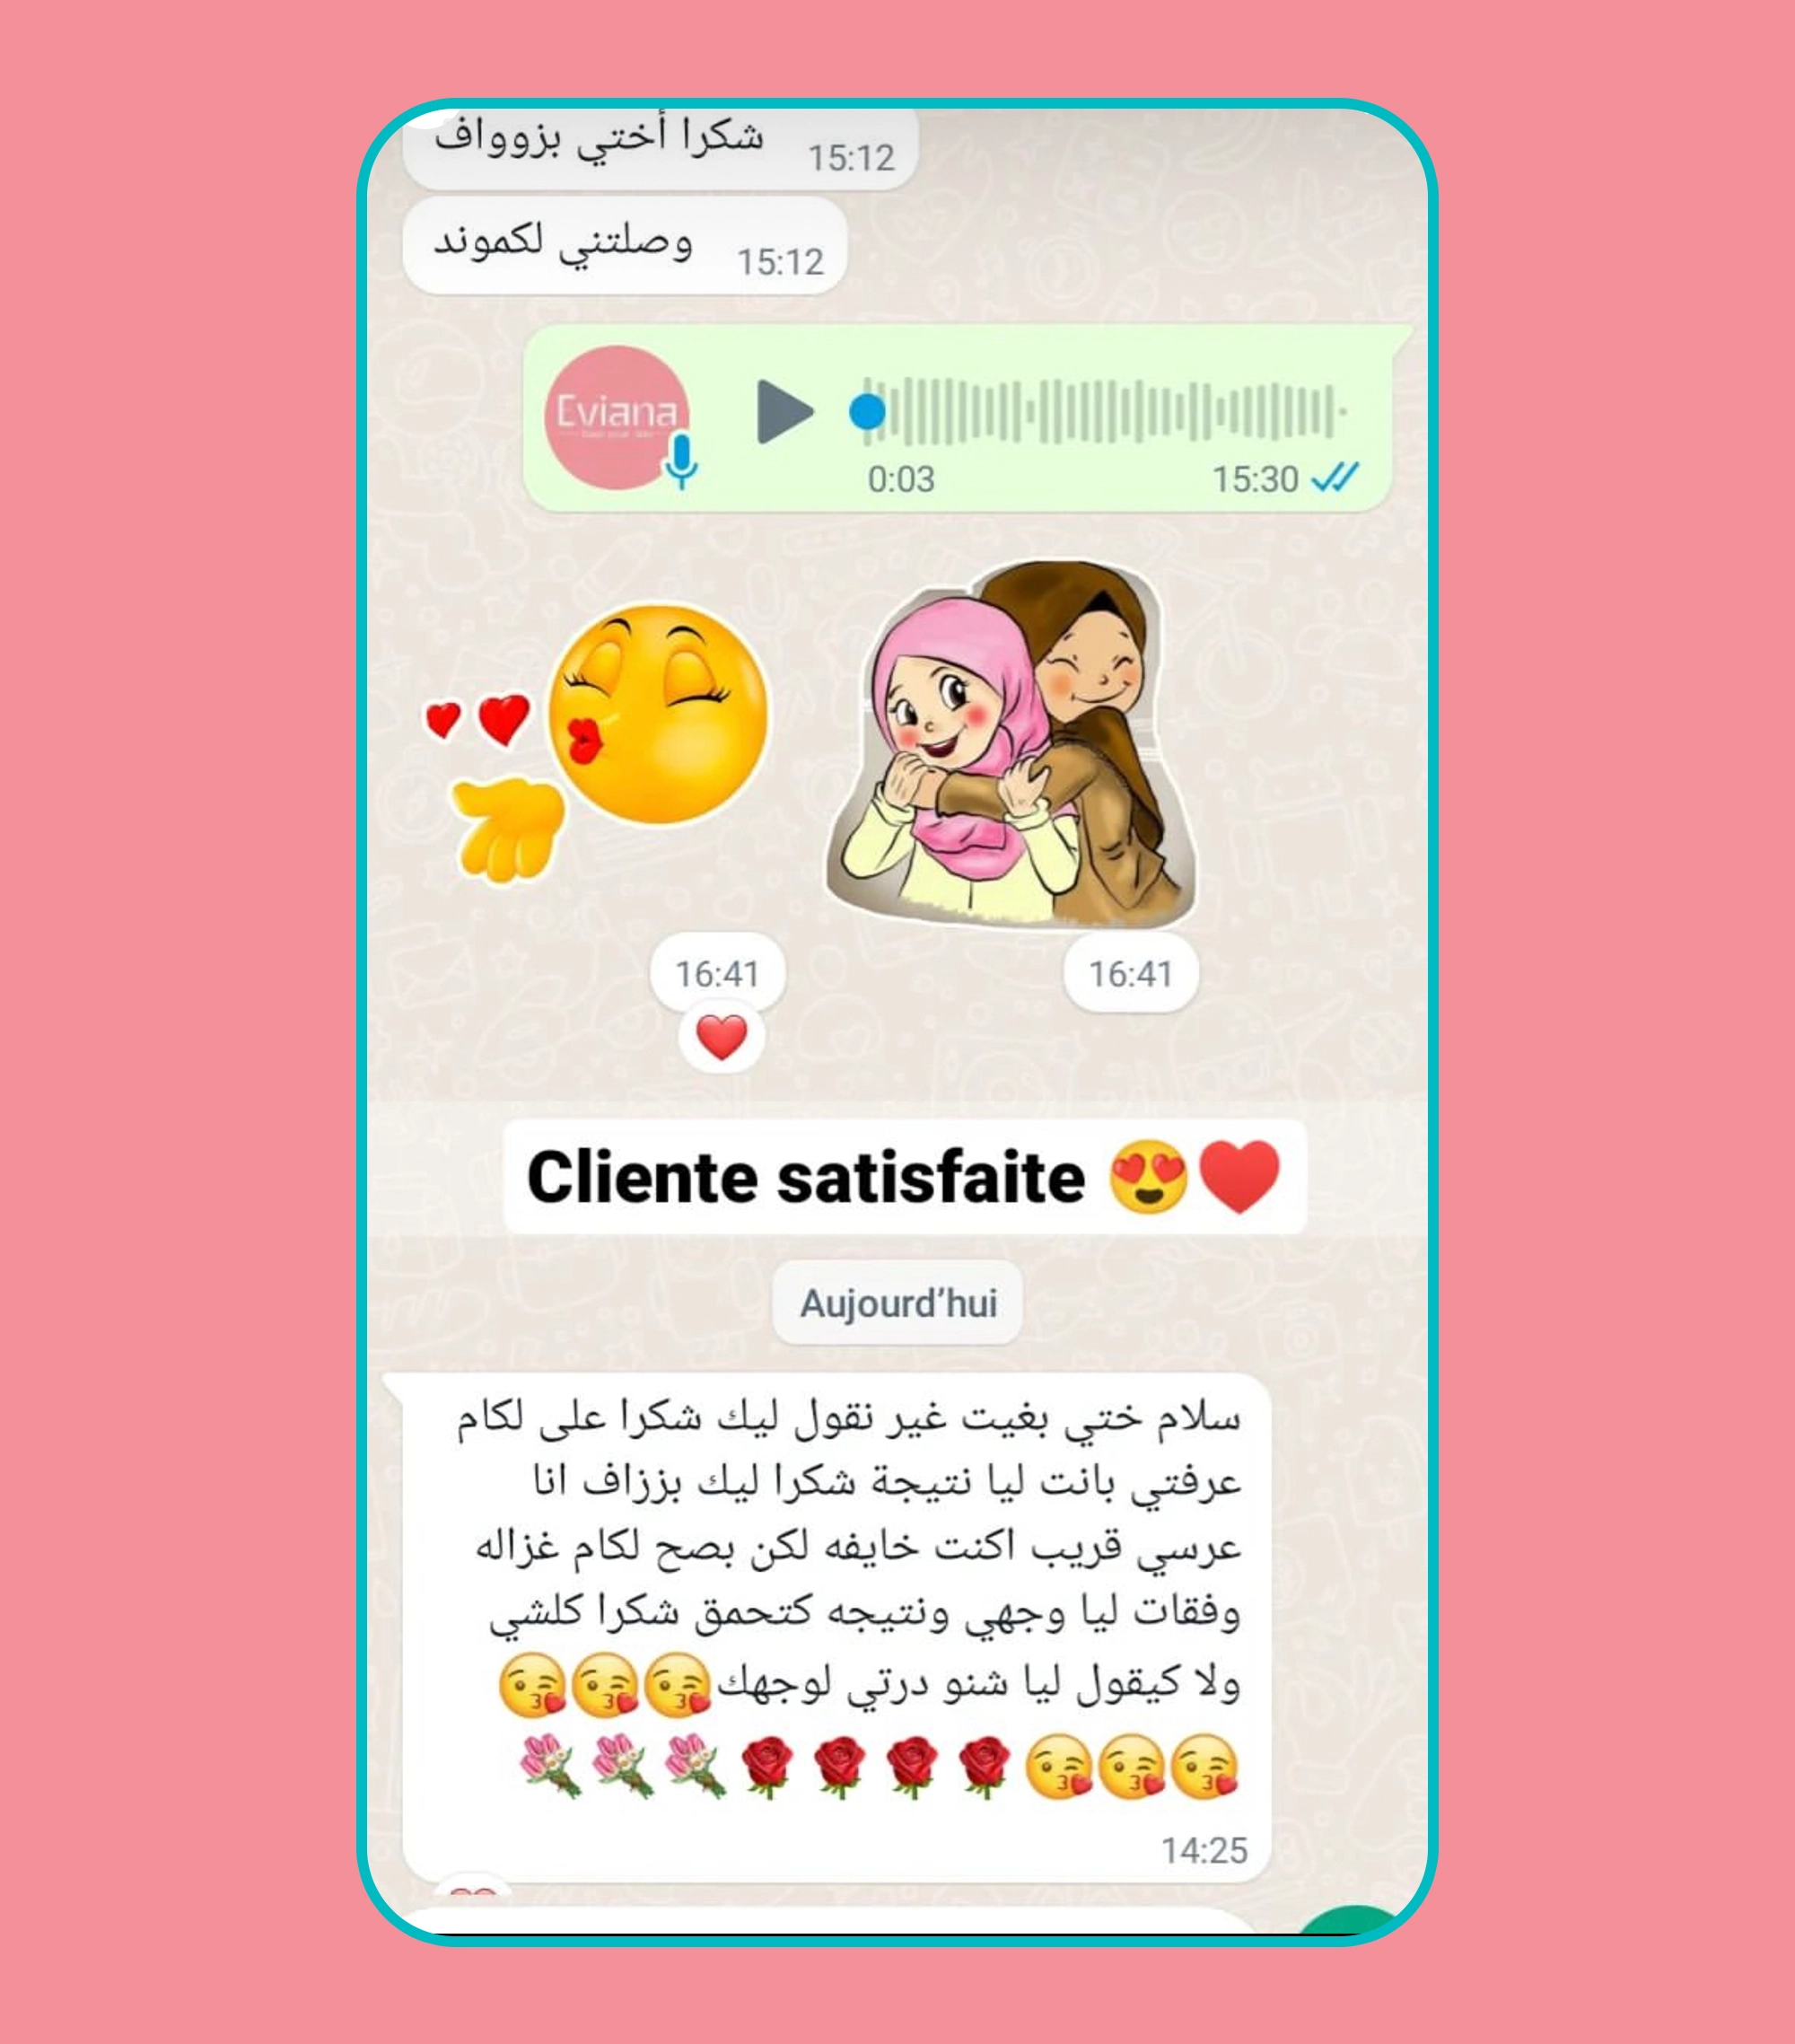 شكرا أختي بزوواف
15:12
وصلتني لكموند
15:12
Eviana
0:03
15:30
16:41
16:41
Cliente satisfaite 😍❤️
Aujourd’hui
سلام ختي بغيت غير نقول ليك شكرا على لكام
عرفتي بانت ليا نتيجة شكرا ليك بززاف انا
عرسي قريب اكنت خايفه لكن بصح لكام غزاله
وفقات ليا وجهي ونتيجه كتحمق شكرا كلشي
ولا كيقول ليا شنو درتي لوجهك😘😘😘
😘😘😘🌹🌹🌹🌹💐💐💐
14:25